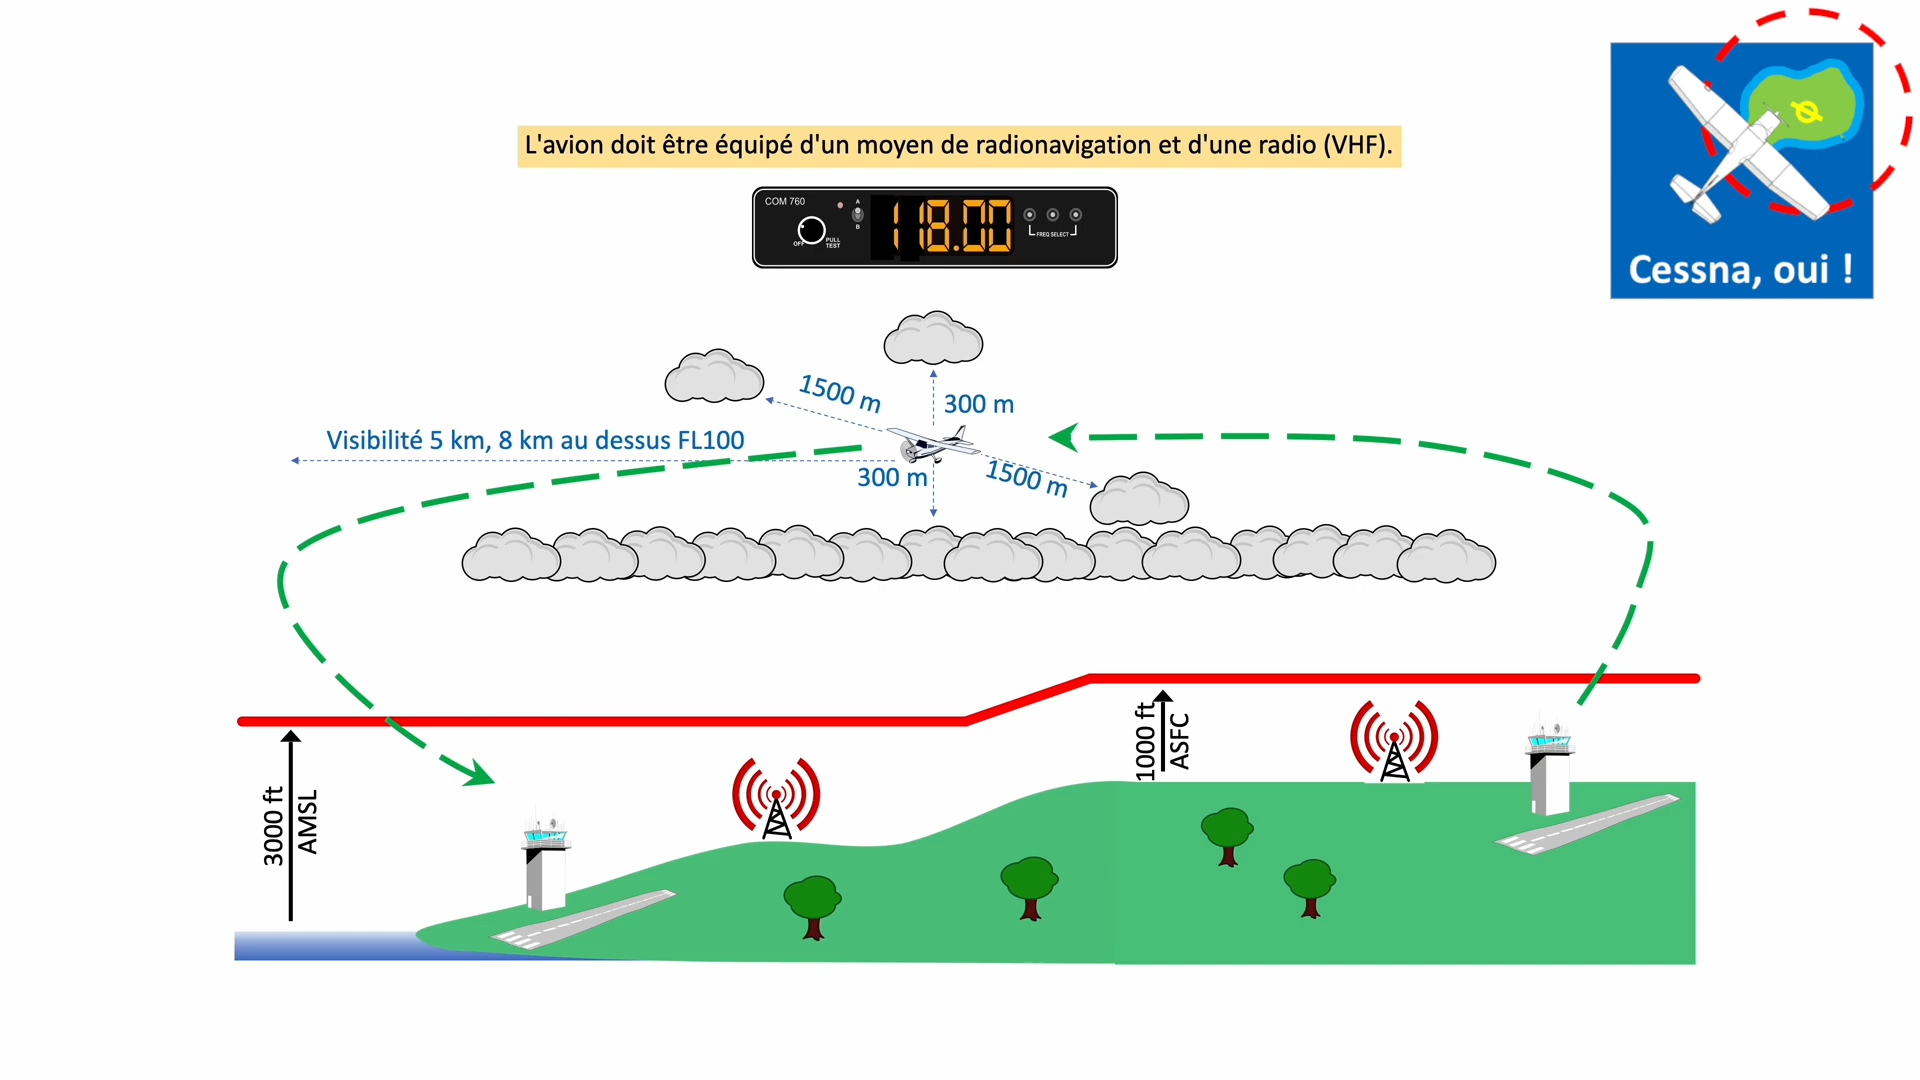 L'avion doit être équipé d'un moyen de radionavigation et d'une radio (VHF).
COM 760
A
B
OFF
PULL
TEST
118.00
FREQ SELECT
Cessna, oui !
1500 m
300 m
Visibilité 5 km, 8 km au dessus FL100
300 m
1500 m
1000 ft
ASFC
3000 ft
AMSL